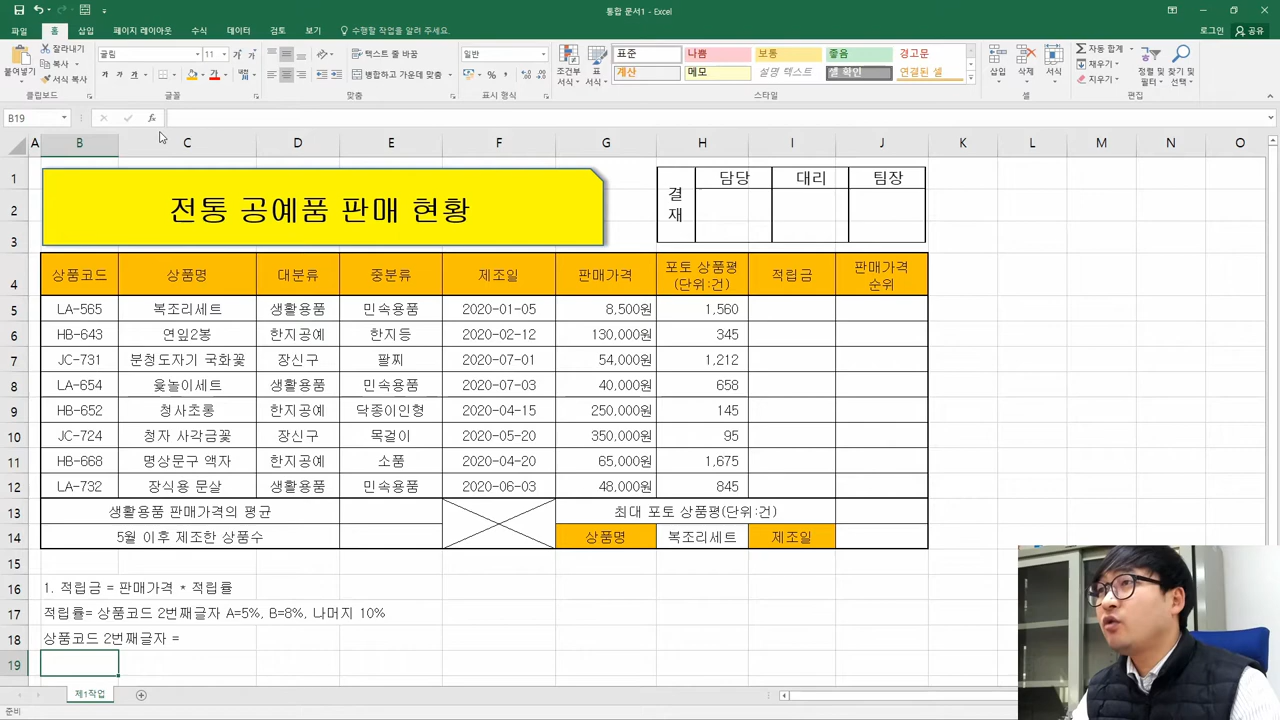 통합 문서1 - Excel
파일 홈 삽입 페이지 레이아웃 수식 데이터 검토 보기 수행할 작업을 알려 주세요. 로그인 공유
붙여넣기 잘라내기 복사 서식 복사 굴림 11 텍스트 줄 바꿈 병합하고 가운데 맞춤 일반 조건부 서식 표 서식 표준 나쁨 보통 좋음 경고문
계산 메모 설명 텍스트 셀 확인 연결된 셀 삽입 삭제 서식 자동 합계 채우기 지우기 정렬 및 필터 찾기 및 선택
클립보드 글꼴 맞춤 표시 형식 스타일 셀 편집
B19 fx
A B C D E F G H I J K L M N O
1 전통 공예품 판매 현황 결재 담당 대리 팀장
2
3
4 상품코드 상품명 대분류 중분류 제조일 판매가격 포토 상품평 (단위:건) 적립금 판매가격 순위
5 LA-565 복조리세트 생활용품 민속용품 2020-01-05 8,500원 1,560
6 HB-643 연잎2봉 한지공예 한지등 2020-02-12 130,000원 345
7 JC-731 분청도자기 국화꽃 장신구 팔찌 2020-07-01 54,000원 1,212
8 LA-654 윷놀이세트 생활용품 민속용품 2020-07-03 40,000원 658
9 HB-652 청사초롱 한지공예 닥종이인형 2020-04-15 250,000원 145
10 JC-724 청자 사각금꽃 장신구 목걸이 2020-05-20 350,000원 95
11 HB-668 명상문구 액자 한지공예 소품 2020-04-20 65,000원 1,675
12 LA-732 장식용 문살 생활용품 민속용품 2020-06-03 48,000원 845
13 생활용품 판매가격의 평균 최대 포토 상품평(단위:건)
14 5월 이후 제조한 상품수 상품명 복조리세트 제조일
15
16 1. 적립금 = 판매가격 * 적립률
17 적립률= 상품코드 2번째글자 A=5%, B=8%, 나머지 10%
18 상품코드 2번째글자 =
19
제1작업
준비